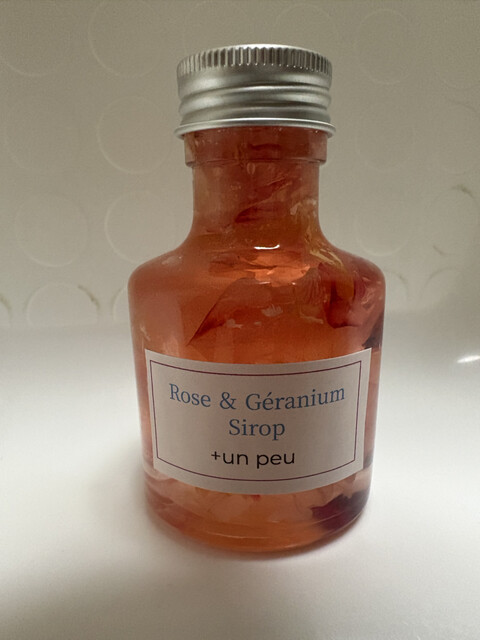 Rose & Géranium
Sirop
+un peu